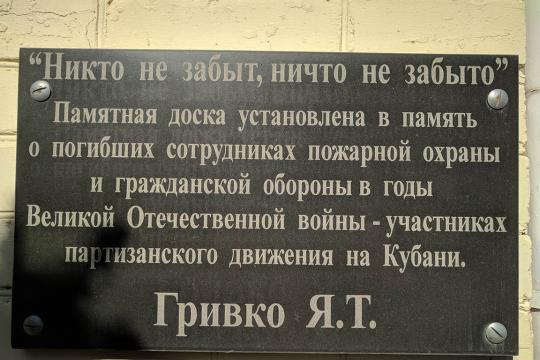 “Никто не забыт, ничто не забыто”
Памятная доска установлена в память
о погибших сотрудниках пожарной охраны
и гражданской обороны в годы
Великой Отечественной войны - участниках
партизанского движения на Кубани.
Гривко Я.Т.